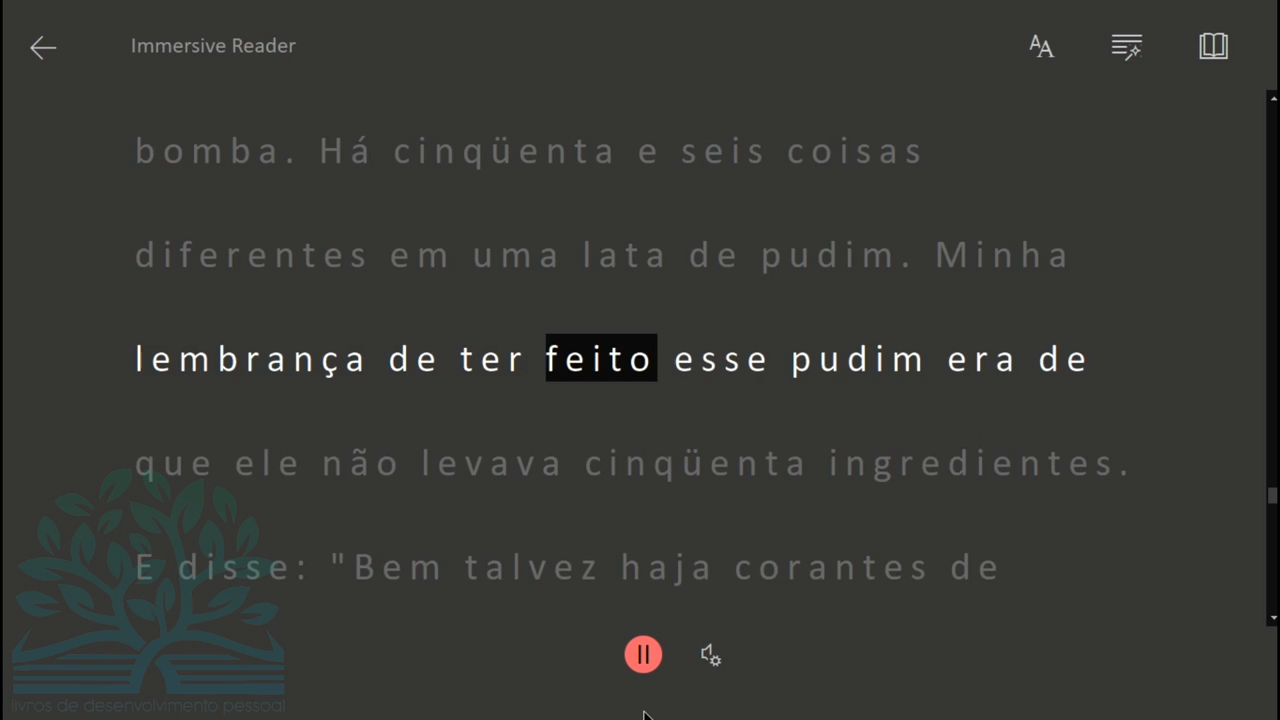 Immersive Reader
bomba. Há cinqüenta e seis coisas
diferentes em uma lata de pudim. Minha
lembrança de ter feito esse pudim era de
que ele não levava cinqüenta ingredientes.
E disse: "Bem talvez haja corantes de
livros de desenvolvimento pessoal